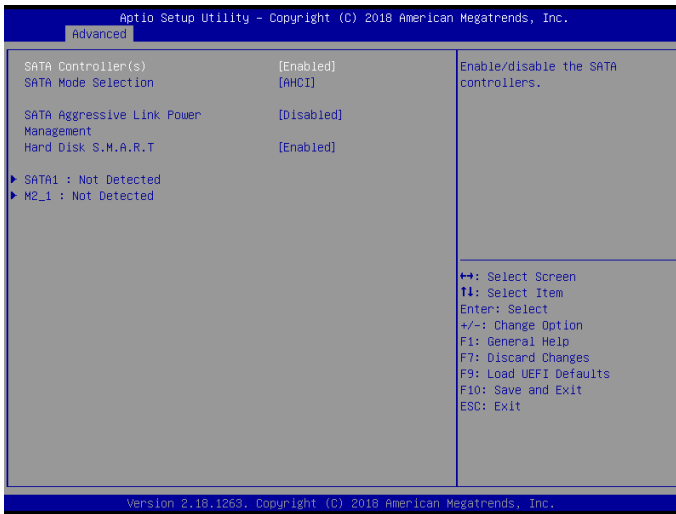 Aptio Setup Utility – Copyright (C) 2018 American Megatrends, Inc.
Advanced
SATA Controller(s) [Enabled]
SATA Mode Selection [AHCI]
SATA Aggressive Link Power [Disabled]
Management
Hard Disk S.M.A.R.T [Enabled]
SATA1 : Not Detected
M2_1 : Not Detected
Enable/disable the SATA
controllers.
↔: Select Screen
↑↓: Select Item
Enter: Select
+/-: Change Option
F1: General Help
F7: Discard Changes
F9: Load UEFI Defaults
F10: Save and Exit
ESC: Exit
Version 2.18.1263. Copyright (C) 2018 American Megatrends, Inc.